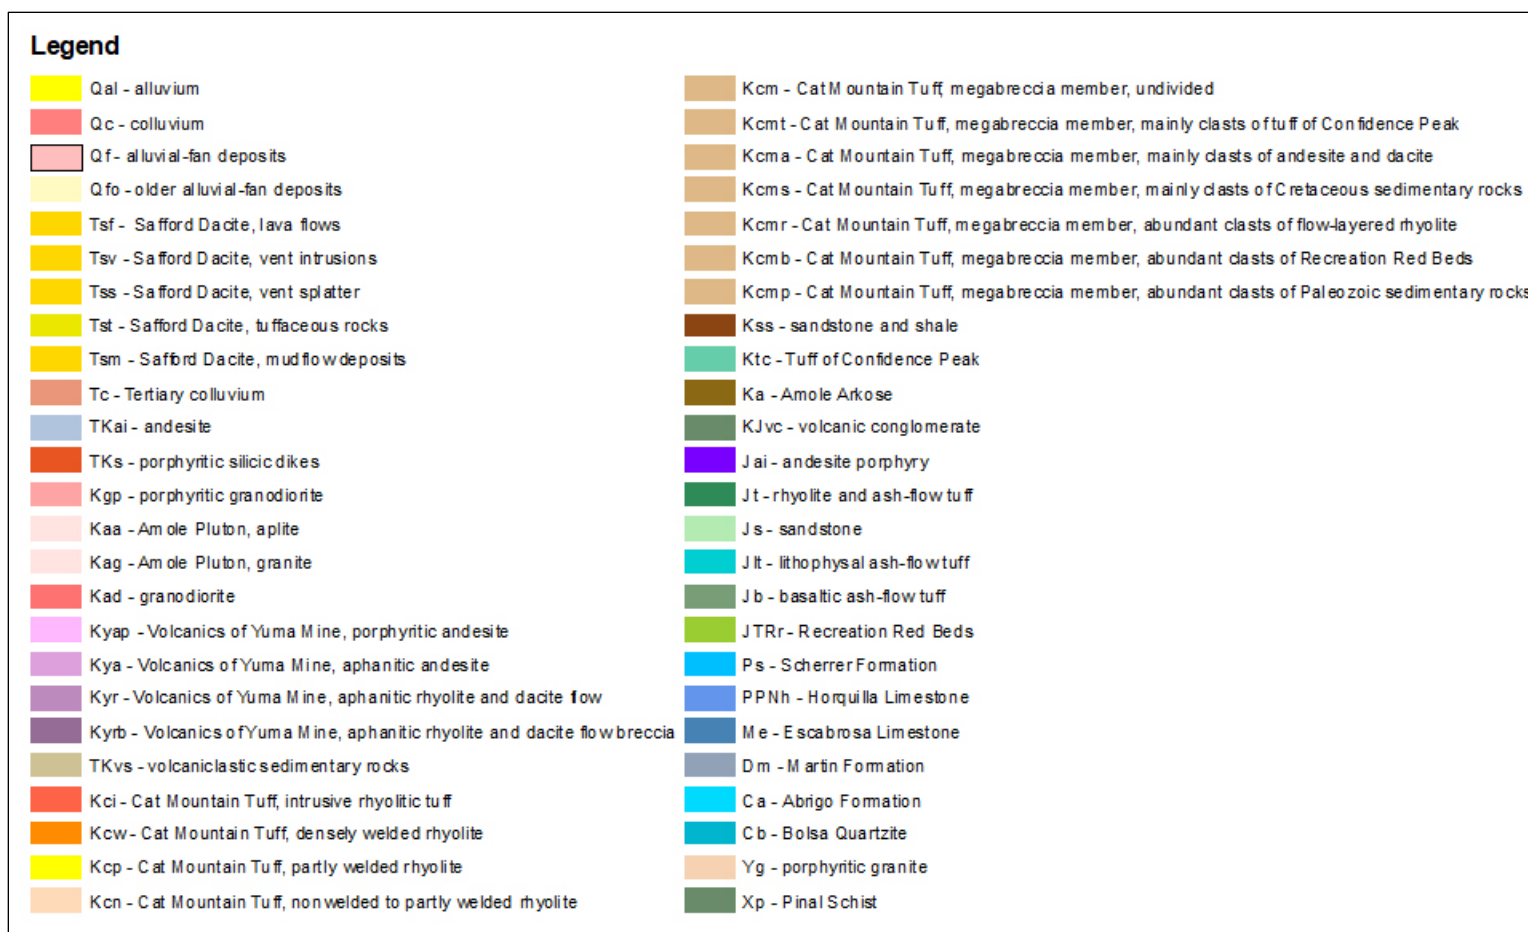 Legend
Qal - alluvium
Qc - colluvium
Qf - alluvial-fan deposits
Qfo - older alluvial-fan deposits
Tsf - Safford Dacite, lava flows
Tsv - Safford Dacite, vent intrusions
Tss - Safford Dacite, vent splatter
Tst - Safford Dacite, tuffaceous rocks
Tsm - Safford Dacite, mudflow deposits
Tc - Tertiary colluvium
TKai - andesite
TKs - porphyritic silicic dikes
Kgp - porphyritic granodiorite
Kaa - Amole Pluton, aplite
Kag - Amole Pluton, granite
Kad - granodiorite
Kyap - Volcanics of Yuma Mine, porphyritic andesite
Kya - Volcanics of Yuma Mine, aphanitic andesite
Kyr - Volcanics of Yuma Mine, aphanitic rhyolite and dacite flow
Kyrb - Volcanics of Yuma Mine, aphanitic rhyolite and dacite flow breccia
TKvs - volcaniclastic sedimentary rocks
Kci - Cat Mountain Tuff, intrusive rhyolitic tuff
Kcw - Cat Mountain Tuff, densely welded rhyolite
Kcp - Cat Mountain Tuff, partly welded rhyolite
Kcn - Cat Mountain Tuff, nonwelded to partly welded rhyolite
Kcm - Cat Mountain Tuff, megabreccia member, undivided
Kcmt - Cat Mountain Tuff, megabreccia member, mainly clasts of tuff of Confidence Peak
Kcma - Cat Mountain Tuff, megabreccia member, mainly clasts of andesite and dacite
Kcms - Cat Mountain Tuff, megabreccia member, mainly clasts of Cretaceous sedimentary rocks
Kcmr - Cat Mountain Tuff, megabreccia member, abundant clasts of flow-layered rhyolite
Kcmb - Cat Mountain Tuff, megabreccia member, abundant clasts of Recreation Red Beds
Kcmp - Cat Mountain Tuff, megabreccia member, abundant clasts of Paleozoic sedimentary rocks
Kss - sandstone and shale
Ktc - Tuff of Confidence Peak
Ka - Amole Arkose
KJvc - volcanic conglomerate
Jai - andesite porphyry
Jt - rhyolite and ash-flow tuff
Js - sandstone
Jlt - lithophysal ash-flow tuff
Jb - basaltic ash-flow tuff
JTRr - Recreation Red Beds
Ps - Scherrer Formation
PPNh - Horquilla Limestone
Me - Escabrosa Limestone
Dm - Martin Formation
Ca - Abrigo Formation
Cb - Bolsa Quartzite
Yg - porphyritic granite
Xp - Pinal Schist